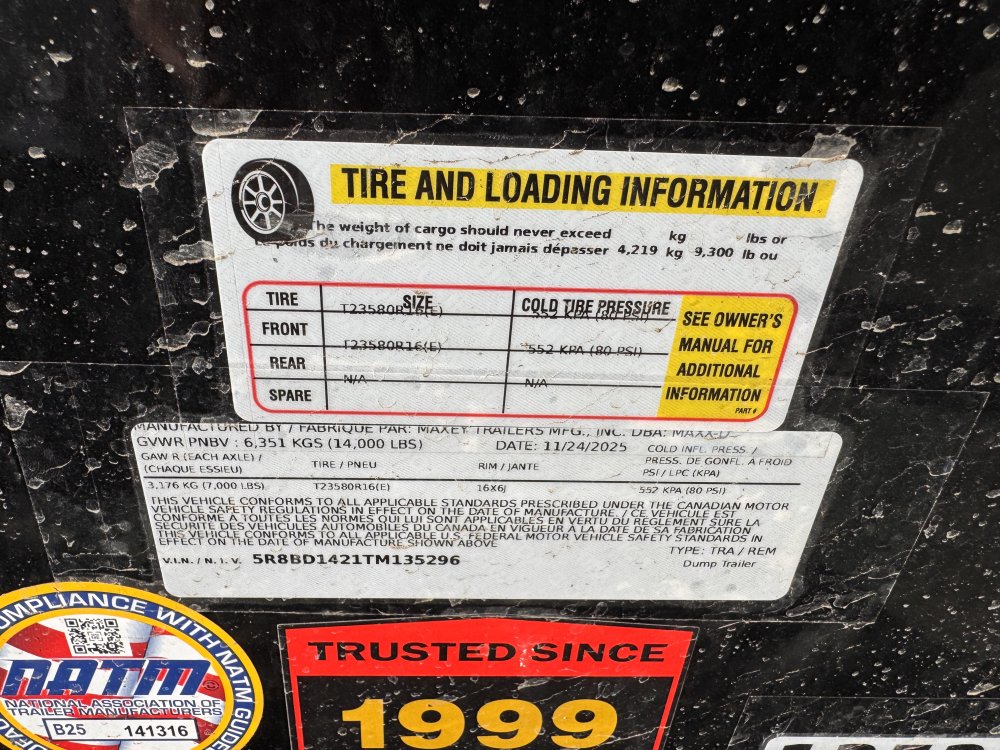 TIRE AND LOADING INFORMATION
The weight of cargo should never exceed kg lbs or
Le poids du chargement ne doit jamais dépasser 4,219 kg 9,300 lb ou
TIRE SIZE COLD TIRE PRESSURE
T23580R16(E) 552 KPA (80 PSI)
FRONT
T23580R16(E) 552 KPA (80 PSI)
REAR
N/A N/A
SPARE
SEE OWNER'S
MANUAL FOR
ADDITIONAL
INFORMATION
PART #
MANUFACTURED BY / FABRIQUE PAR: MAXEY TRAILERS MFG., INC. DBA: MAXX-D
GVWR PNBV : 6,351 KGS (14,000 LBS) DATE: 11/24/2025
GAW R (EACH AXLE) /
(CHAQUE ESSIEU) TIRE / PNEU RIM / JANTE
COLD INFL. PRESS. /
PRESS. DE GONFL. A FROID
PSI / LPC (KPA)
3,176 KG (7,000 LBS) T23580R16(E) 16X6J 552 KPA (80 PSI)
THIS VEHICLE CONFORMS TO ALL APPLICABLE STANDARDS PRESCRIBED UNDER THE CANADIAN MOTOR
VEHICLE SAFETY REGULATIONS IN EFFECT ON THE DATE OF MANUFACTURE. / CE VEHICULE EST
CONFORME A TOUTES LES NORMES QUI LUI SONT APPLICABLES EN VERTU DU REGLEMENT SURE LA
SECURITE DES VEHICULES AUTOMOBILES DU CANADA EN VIGUEUR A LA DATE DE SA FABRICATION
THIS VEHICLE CONFORMS TO ALL APPLICABLE U.S. FEDERAL MOTOR VEHICLE SAFETY STANDARDS IN
EFFECT ON THE DATE OF MANUFACTURE SHOWN ABOVE
V.I.N. / N.I.V. 5R8BD1421TM135296
TYPE: TRA / REM
Dump Trailer
COMPLIANCE WITH NATM
NATM
NATIONAL ASSOCIATION OF
TRAILER MANUFACTURERS
B25 141316
TRUSTED SINCE
1999